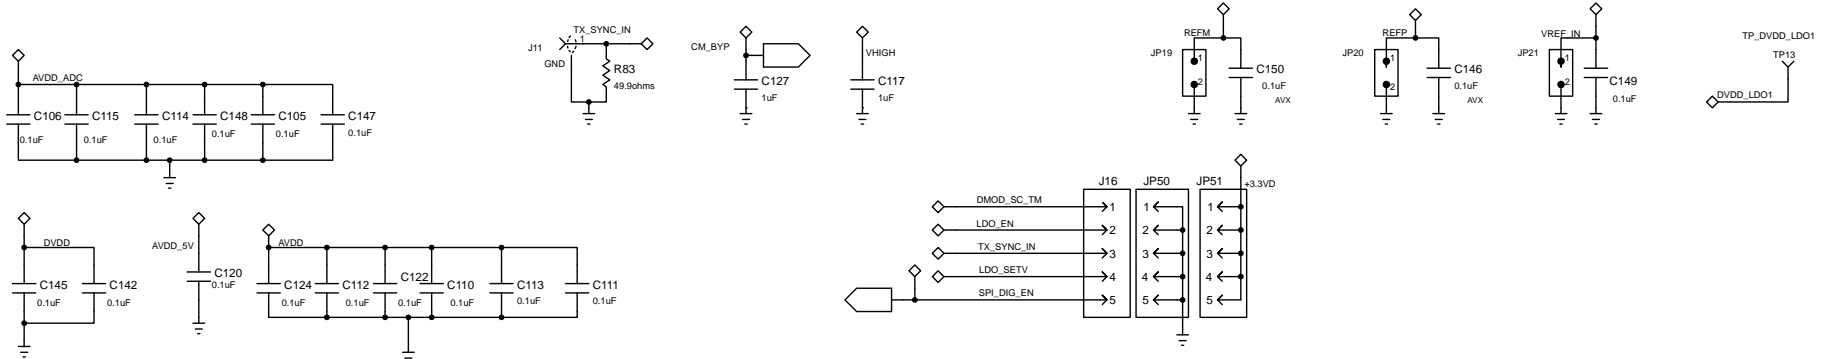 J11
TX_SYNC_IN
1
GND
R83
49.9ohms
CM_BYP
C127
1uF
VHIGH
C117
1uF
REFM
JP19
1
2
C150
0.1uF
AVX
REFP
JP20
1
2
C146
0.1uF
AVX
VREF_IN
JP21
1
2
C149
0.1uF
TP_DVDD_LDO1
TP13
DVDD_LDO1
AVDD_ADC
C106 C115 C114 C148 C105 C147
0.1uF 0.1uF 0.1uF 0.1uF 0.1uF 0.1uF
J16 JP50 JP51
+3.3VD
DMOD_SC_TM 1 1 1
LDO_EN 2 2 2
TX_SYNC_IN 3 3 3
LDO_SETV 4 4 4
SPI_DIG_EN 5 5 5
DVDD
C145 C142
0.1uF 0.1uF
AVDD_5V
C120
0.1uF
AVDD
C124 C112 C122 C110 C113 C111
0.1uF 0.1uF 0.1uF 0.1uF 0.1uF 0.1uF